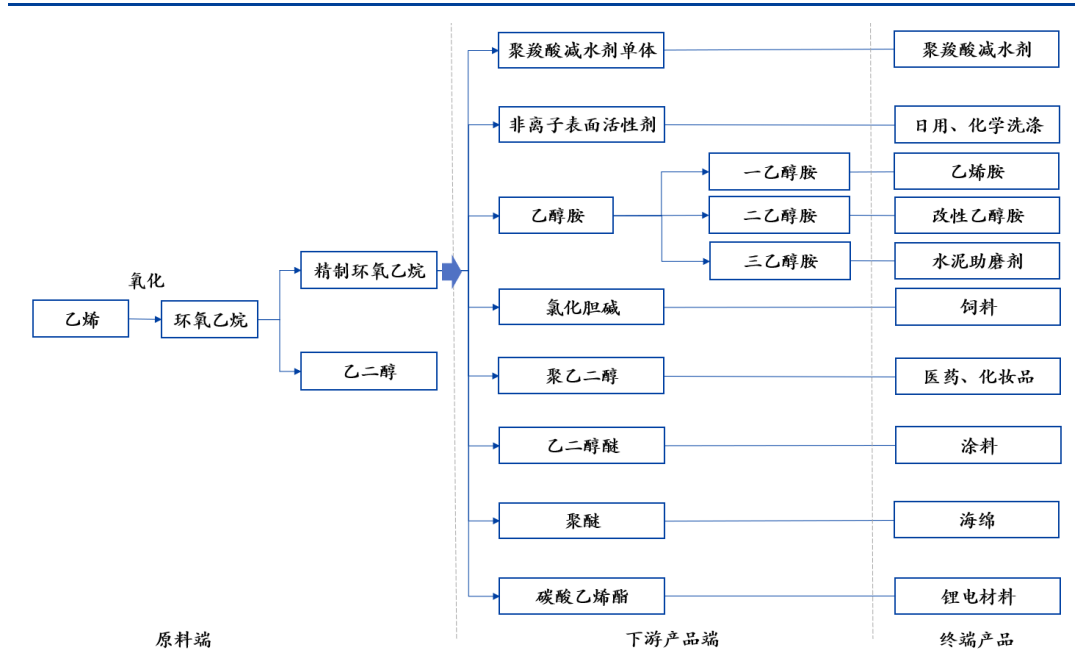 聚羧酸减水剂单体
聚羧酸减水剂
非离子表面活性剂
日用、化学洗涤
一乙醇胺
乙烯胺
乙醇胺
二乙醇胺
改性乙醇胺
三乙醇胺
水泥助磨剂
精制环氧乙烷
氧化
乙烯
环氧乙烷
氯化胆碱
饲料
乙二醇
聚乙二醇
医药、化妆品
乙二醇醚
涂料
聚醚
海绵
碳酸乙烯酯
锂电材料
原料端
下游产品端
终端产品